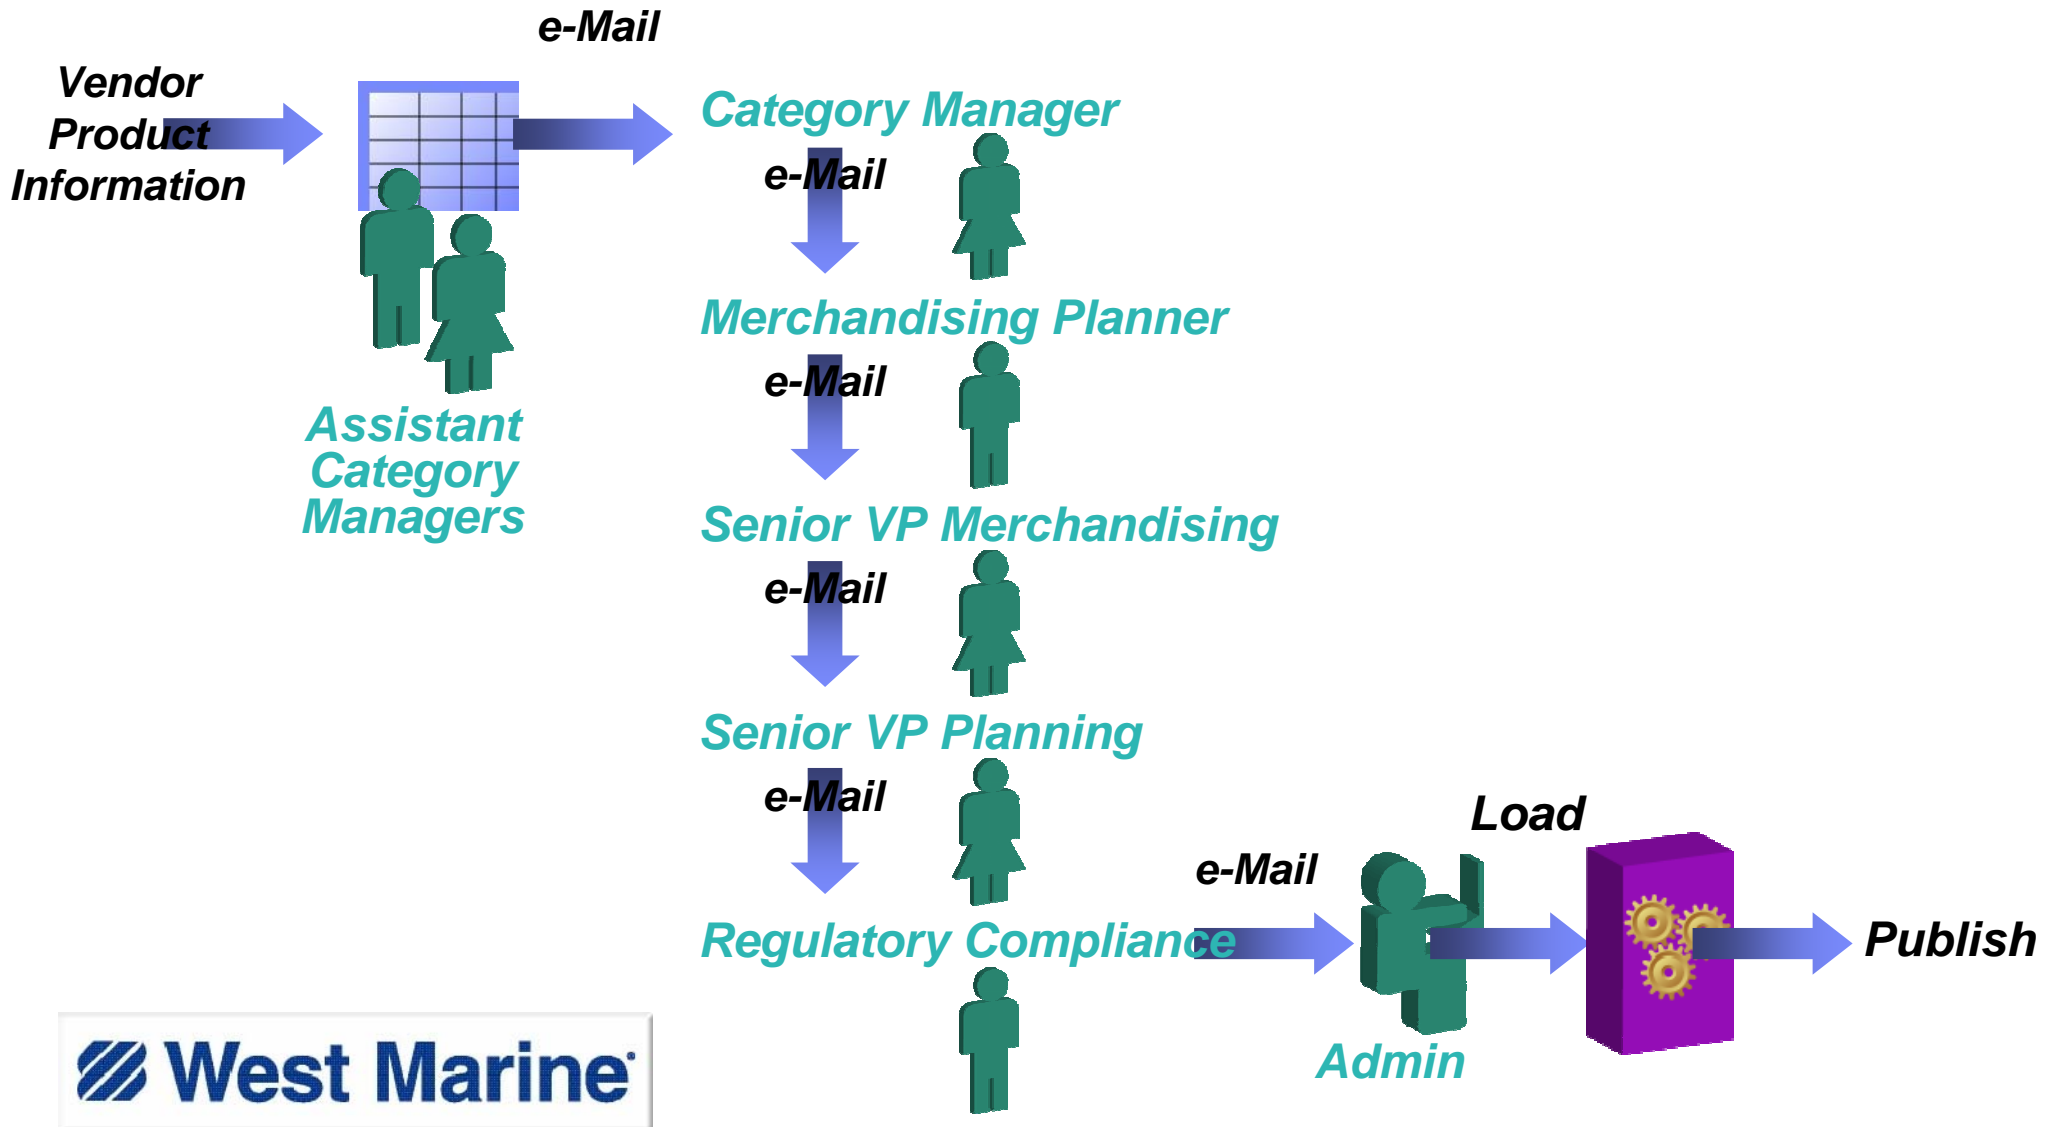 e-Mail
Vendor
Product
Information
Category Manager
e-Mail
Merchandising Planner
e-Mail
Assistant
Category
Managers
Senior VP Merchandising
e-Mail
Senior VP Planning
e-Mail
Load
e-Mail
Regulatory Compliance
Publish
Admin
West Marine